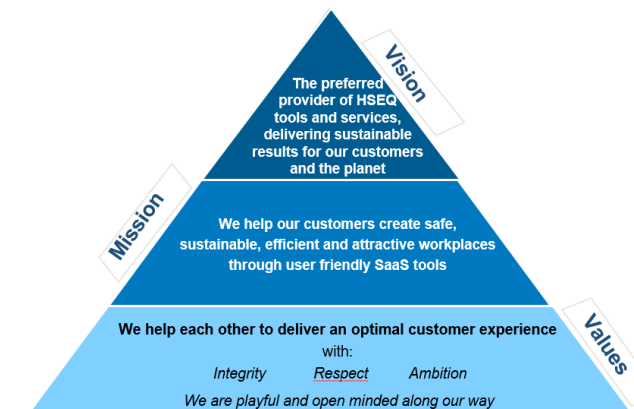 Vision
The preferred
provider of HSEQ
tools and services,
delivering sustainable
results for our customers
and the planet
Mission
We help our customers create safe,
sustainable, efficient and attractive workplaces
through user friendly SaaS tools
Values
We help each other to deliver an optimal customer experience
with:
Integrity Respect Ambition
We are playful and open minded along our way